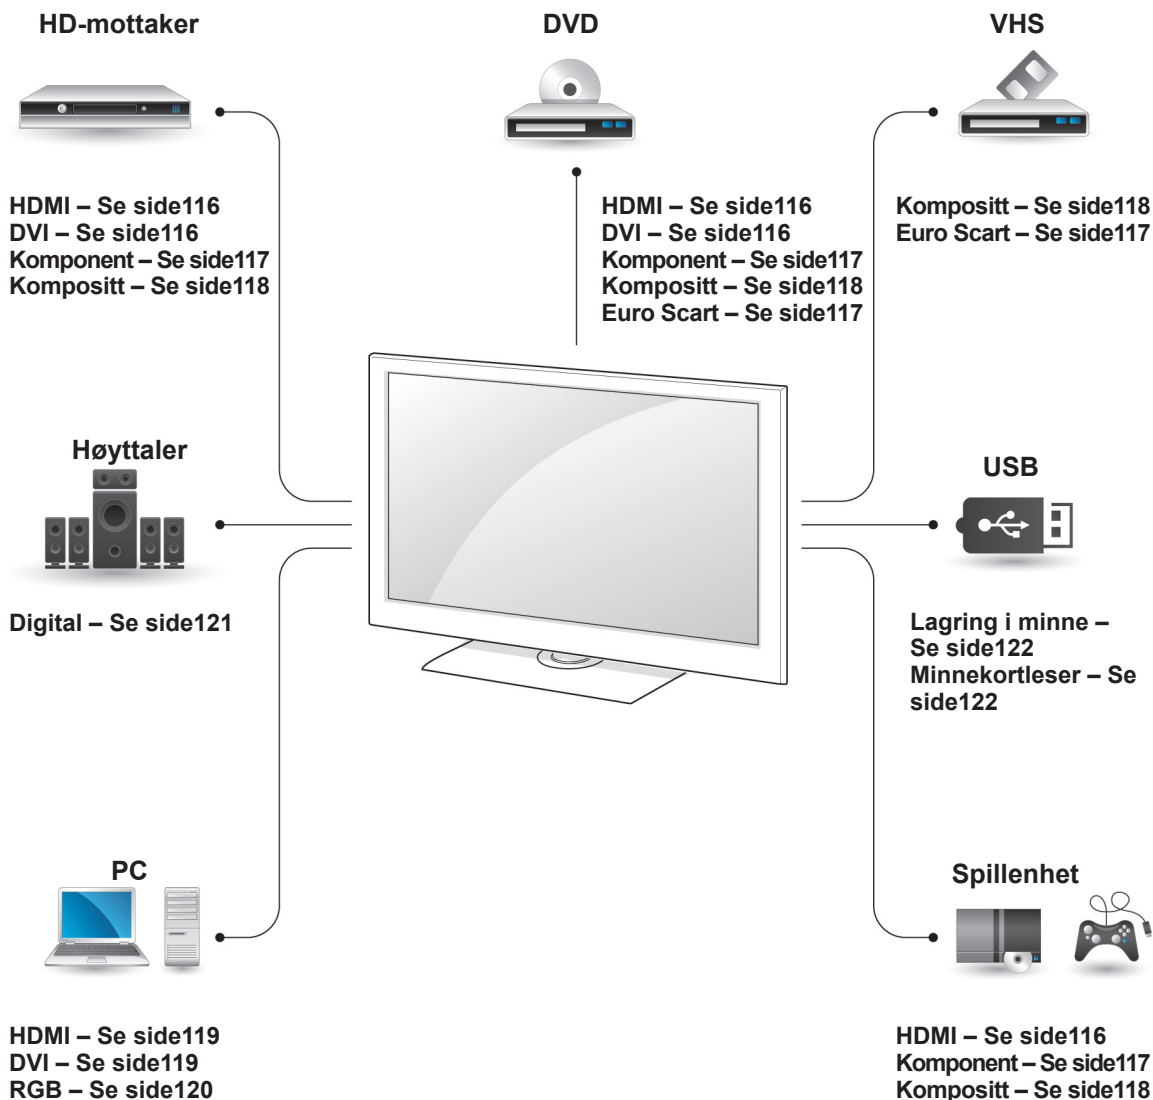 HD-mottaker
HDMI – Se side116
DVI – Se side116
Komponent – Se side117
Kompositt – Se side118
DVD
HDMI – Se side116
DVI – Se side116
Komponent – Se side117
Kompositt – Se side118
Euro Scart – Se side117
VHS
Kompositt – Se side118
Euro Scart – Se side117
Høyttaler
Digital – Se side121
USB
Lagring i minne –
Se side122
Minnekortleser – Se
side122
PC
HDMI – Se side119
DVI – Se side119
RGB – Se side120
Spillenhet
HDMI – Se side116
Komponent – Se side117
Kompositt – Se side118